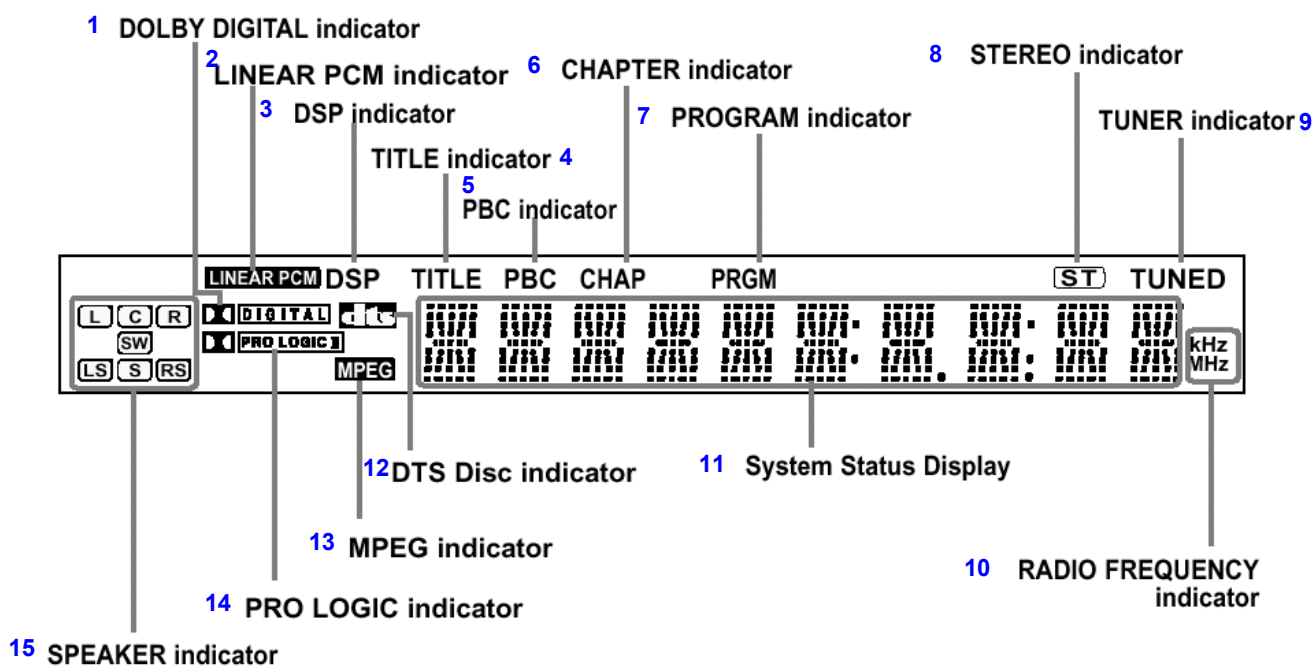 1 DOLBY DIGITAL indicator
2 LINEAR PCM indicator
3 DSP indicator
TITLE indicator 4
5 PBC indicator
6 CHAPTER indicator
7 PROGRAM indicator
8 STEREO indicator
TUNER indicator 9
LINEAR PCM DSP TITLE PBC CHAP PRGM ST TUNED
L C R DIGITAL dts
SW PRO LOGIC II
LS S RS MPEG
kHz
MHz
12 DTS Disc indicator
11 System Status Display
13 MPEG indicator
10 RADIO FREQUENCY
indicator
14 PRO LOGIC indicator
15 SPEAKER indicator